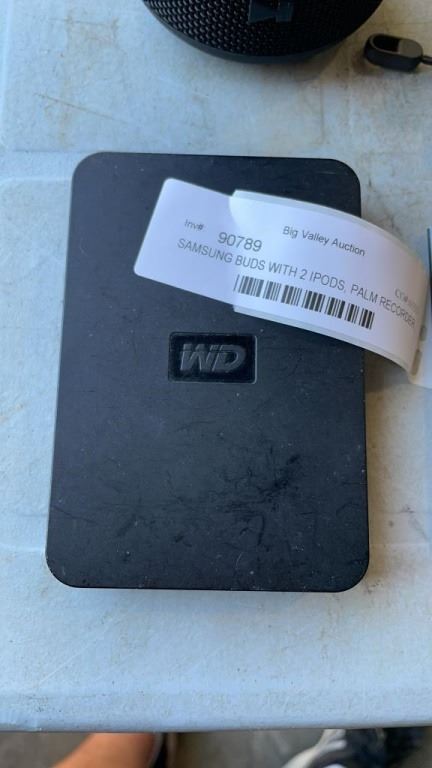 Inv# 90789 Big Valley Auction
SAMSUNG BUDS WITH 2 IPODS, PALM RECORDER,
WD